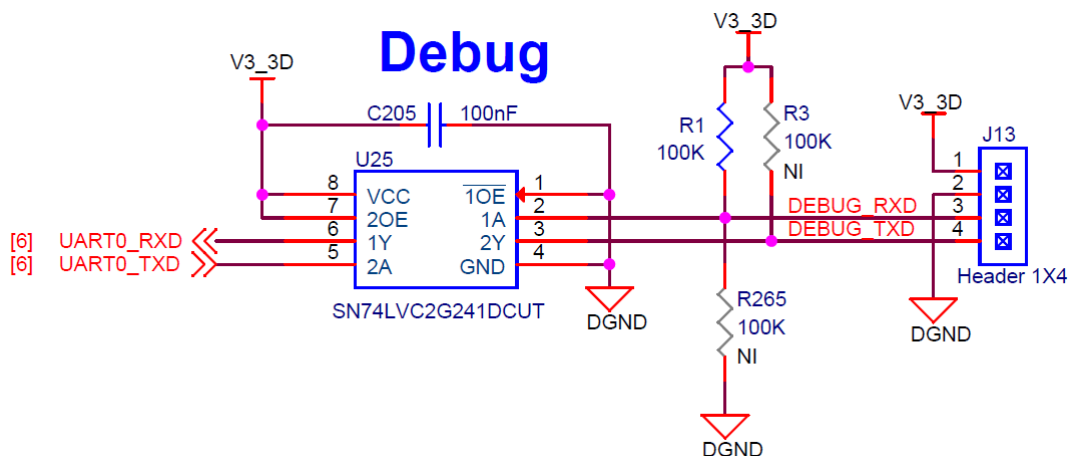 Debug
V3_3D
V3_3D
V3_3D
C205 100nF
R1
100K
R3
100K
NI
J13
U25
8 VCC 1OE 1
7 2OE 1A 2
6 1Y 2Y 3
5 2A GND 4
[6] UART0_RXD
[6] UART0_TXD
DEBUG_RXD
DEBUG_TXD
1
2
3
4
Header 1X4
SN74LVC2G241DCUT
DGND
R265
100K
NI
DGND
DGND